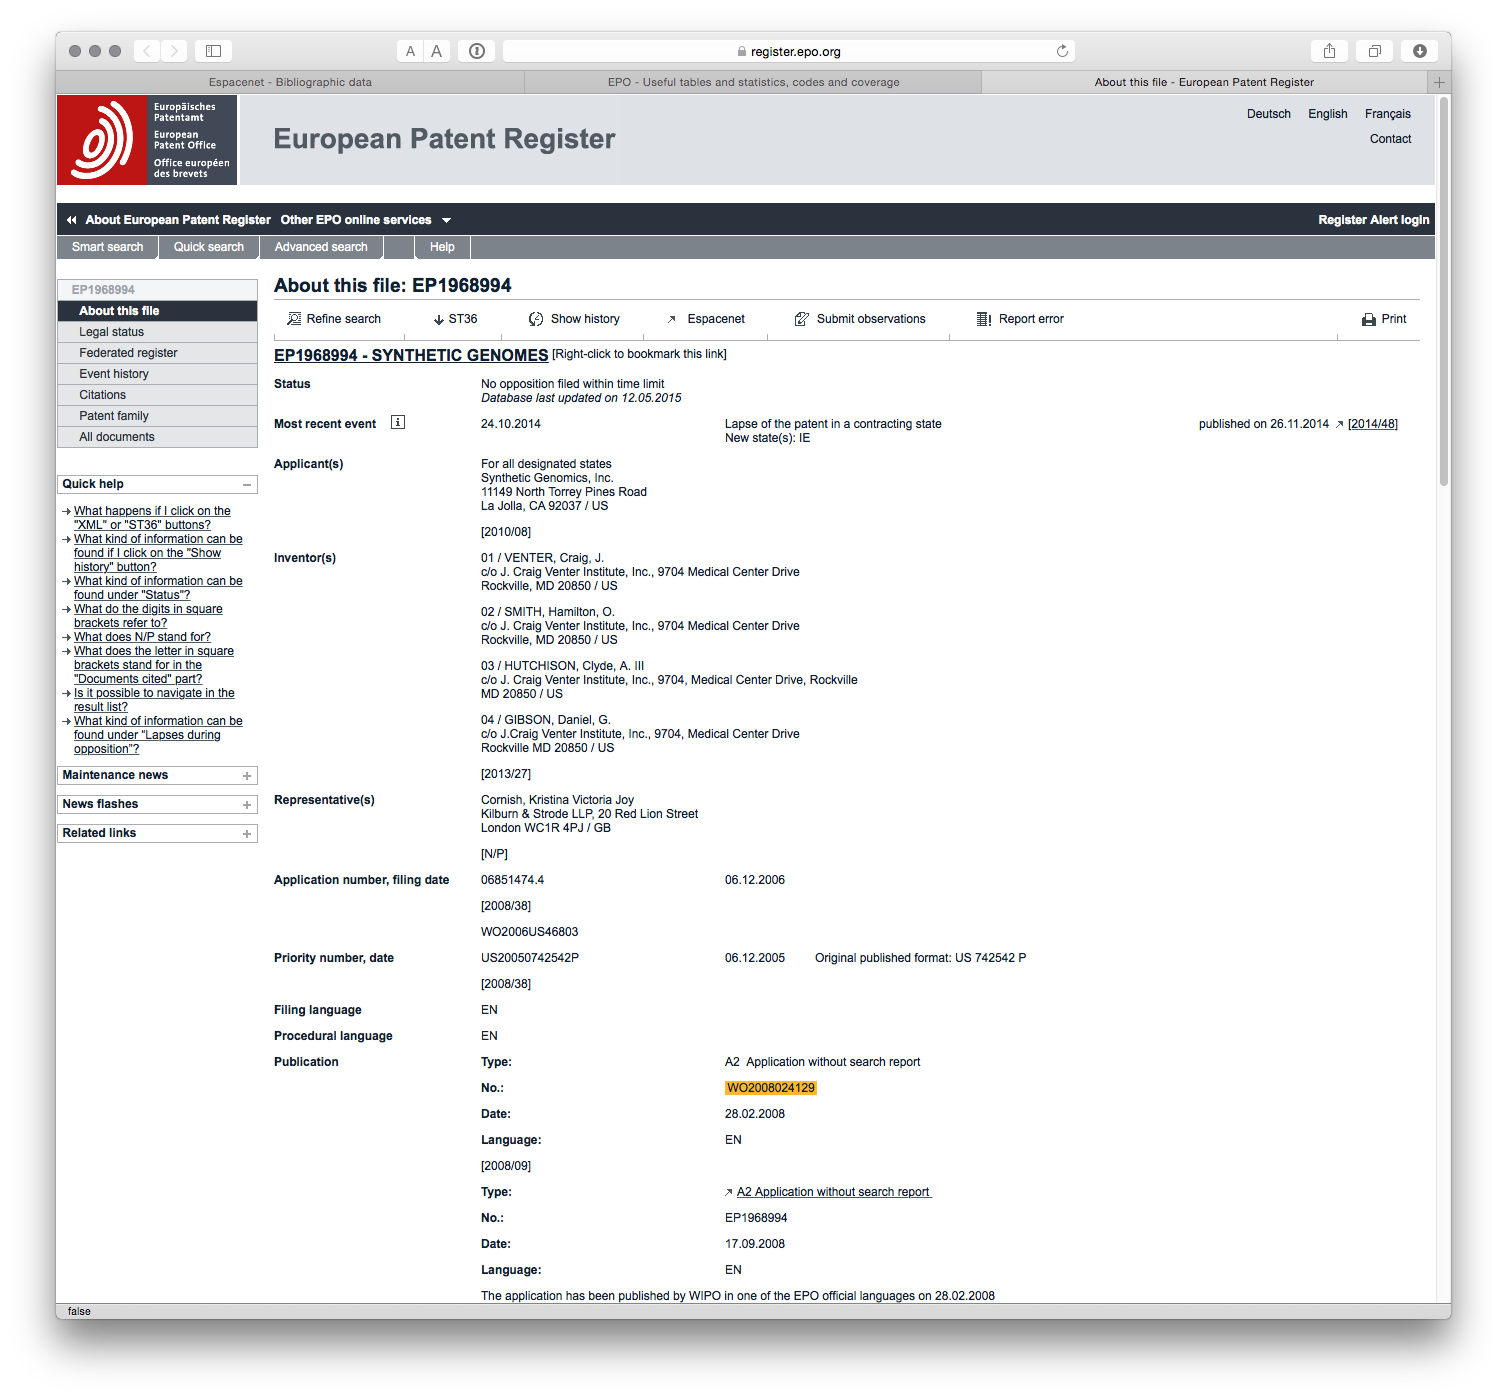 A A
register.epo.org
Espacenet - Bibliographic data
EPO - Useful tables and statistics, codes and coverage
About this file - European Patent Register
Europäisches
Patentamt
European
Patent Office
Office européen
des brevets
European Patent Register
Deutsch English Français
Contact
About European Patent Register Other EPO online services
Register Alert login
Smart search Quick search Advanced search Help
EP1968994
About this file
Legal status
Federated register
Event history
Citations
Patent family
All documents
Quick help
What happens if I click on the
"XML" or "ST36" buttons?
What kind of information can be
found if I click on the "Show
history" button?
What kind of information can be
found under "Status"?
What do the digits in square
brackets refer to?
What does N/P stand for?
What does the letter in square
brackets stand for in the
"Documents cited" part?
Is it possible to navigate in the
result list?
What kind of information can be
found under “Lapses during
opposition”?
Maintenance news
News flashes
Related links
About this file: EP1968994
Refine search ST36 Show history Espacenet Submit observations Report error Print
EP1968994 - SYNTHETIC GENOMES [Right-click to bookmark this link]
Status No opposition filed within time limit
Database last updated on 12.05.2015
Most recent event i 24.10.2014 Lapse of the patent in a contracting state published on 26.11.2014 [2014/48]
New state(s): IE
Applicant(s) For all designated states
Synthetic Genomics, Inc.
11149 North Torrey Pines Road
La Jolla, CA 92037 / US
[2010/08]
Inventor(s) 01 / VENTER, Craig, J.
c/o J. Craig Venter Institute, Inc., 9704 Medical Center Drive
Rockville, MD 20850 / US
02 / SMITH, Hamilton, O.
c/o J. Craig Venter Institute, Inc., 9704 Medical Center Drive
Rockville, MD 20850 / US
03 / HUTCHISON, Clyde, A. III
c/o J. Craig Venter Institute, Inc., 9704, Medical Center Drive, Rockville
MD 20850 / US
04 / GIBSON, Daniel, G.
c/o J.Craig Venter Institute, Inc., 9704, Medical Center Drive
Rockville MD 20850 / US
[2013/27]
Representative(s) Cornish, Kristina Victoria Joy
Kilburn & Strode LLP, 20 Red Lion Street
London WC1R 4PJ / GB
[N/P]
Application number, filing date 06851474.4 06.12.2006
[2008/38]
WO2006US46803
Priority number, date US20050742542P 06.12.2005 Original published format: US 742542 P
[2008/38]
Filing language EN
Procedural language EN
Publication Type: A2 Application without search report
No.: WO2008024129
Date: 28.02.2008
Language: EN
[2008/09]
Type: A2 Application without search report
No.: EP1968994
Date: 17.09.2008
Language: EN
The application has been published by WIPO in one of the EPO official languages on 28.02.2008
false